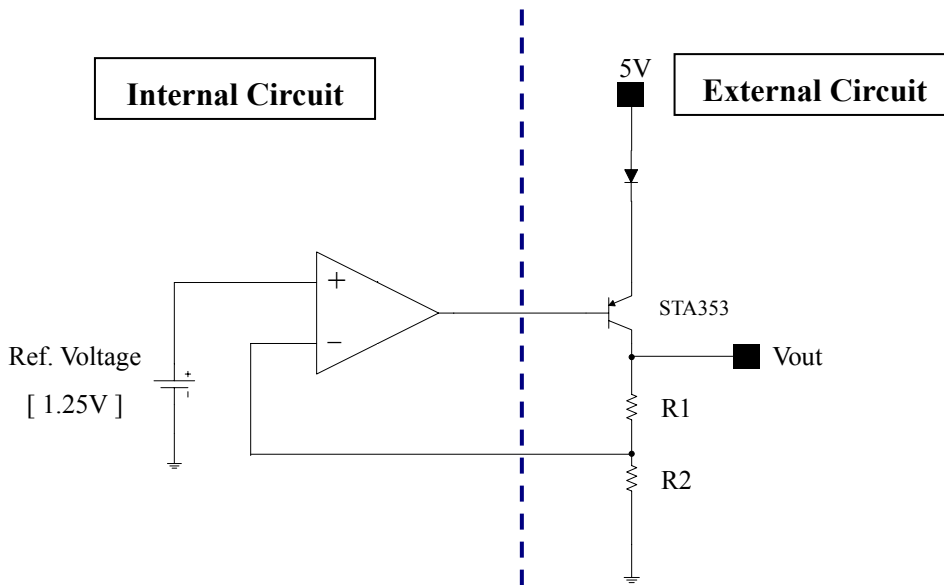 Internal Circuit
5V
External Circuit
STA353
+
−
Ref. Voltage
[ 1.25V ]
+
−
Vout
R1
R2